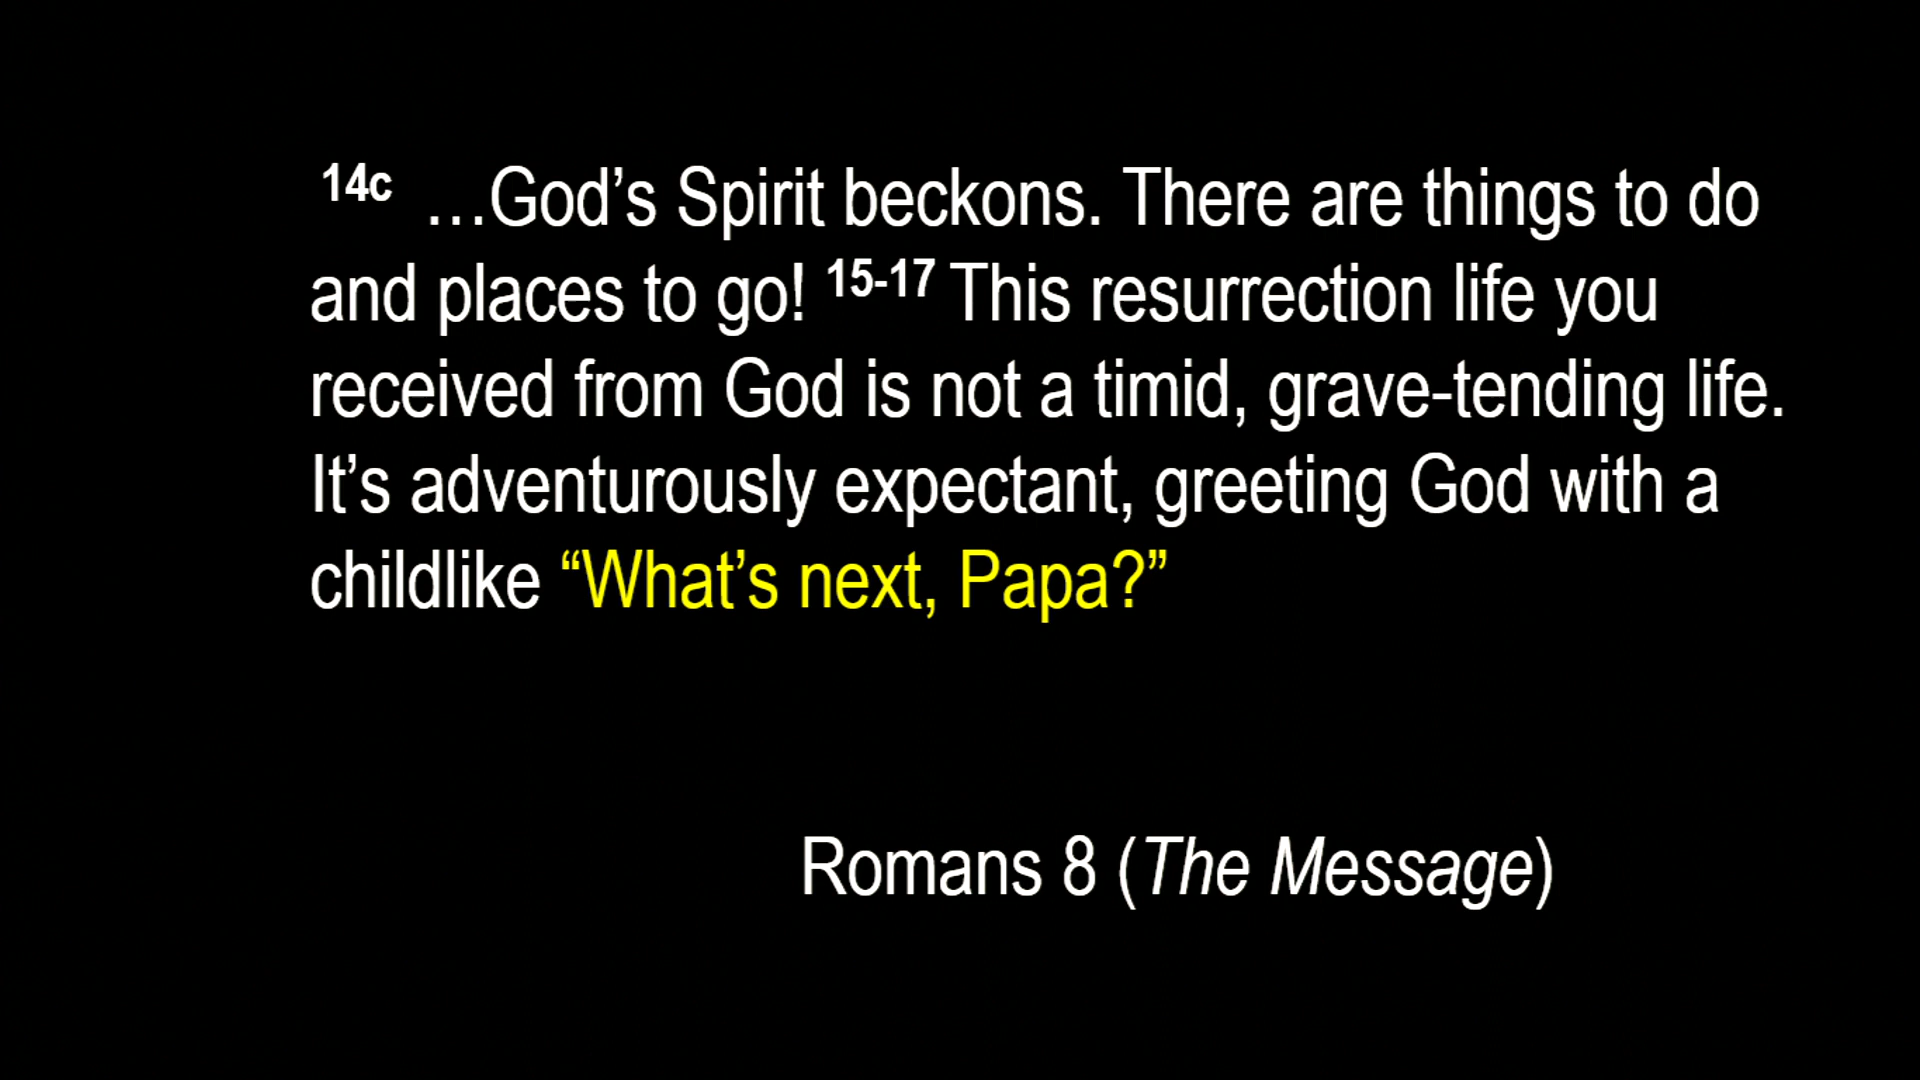 14c …God’s Spirit beckons. There are things to do
and places to go! 15-17 This resurrection life you
received from God is not a timid, grave-tending life.
It’s adventurously expectant, greeting God with a
childlike “What’s next, Papa?”
Romans 8 (The Message)